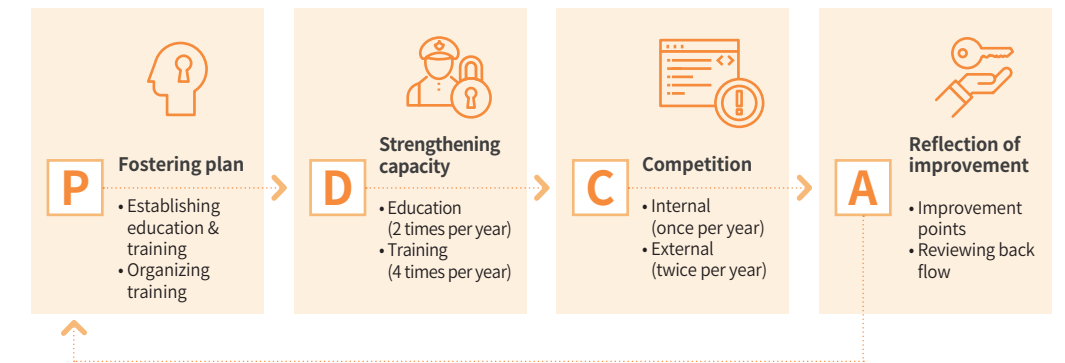 P
Fostering plan
• Establishing
education &
training
• Organizing
training
D
Strengthening
capacity
• Education
(2 times per year)
• Training
(4 times per year)
C
Competition
• Internal
(once per year)
• External
(twice per year)
A
Reflection of
improvement
• Improvement
points
• Reviewing back
flow